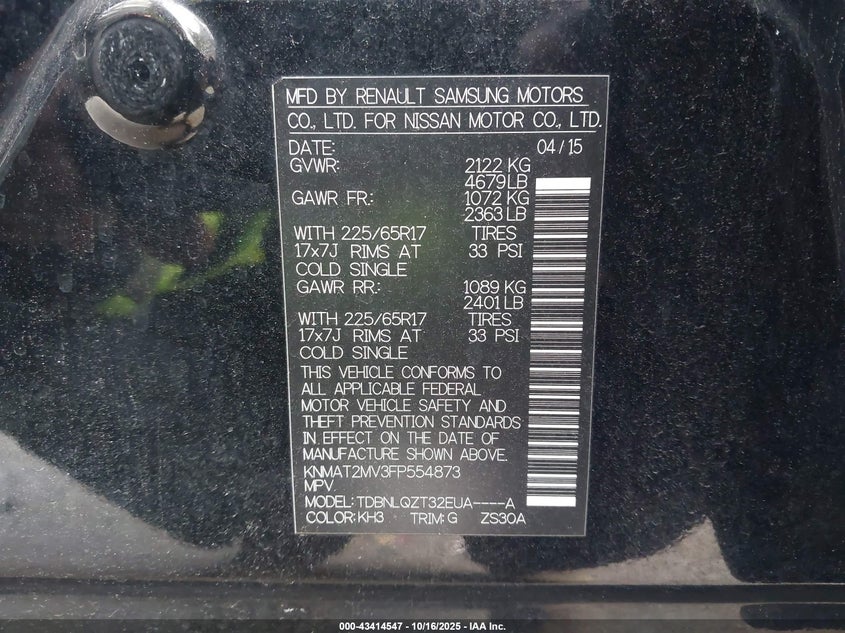 MFD BY RENAULT SAMSUNG MOTORS
CO., LTD. FOR NISSAN MOTOR CO., LTD.
DATE: 04/15
GVWR: 2122 KG
4679 LB
GAWR FR.: 1072 KG
2363 LB
WITH 225/65R17 TIRES
17x7J RIMS AT 33 PSI
COLD SINGLE
GAWR RR.: 1089 KG
2401 LB
WITH 225/65R17 TIRES
17x7J RIMS AT 33 PSI
COLD SINGLE
THIS VEHICLE CONFORMS TO
ALL APPLICABLE FEDERAL
MOTOR VEHICLE SAFETY AND
THEFT PREVENTION STANDARDS
IN EFFECT ON THE DATE OF
MANUFACTURE SHOWN ABOVE.
KNMAT2MV3FP554873
MPV
MODEL: TDBNLQZT32EUA----A
COLOR: KH3 TRIM: G ZS30A
000-43414547 - 10/16/2025 - IAA Inc.